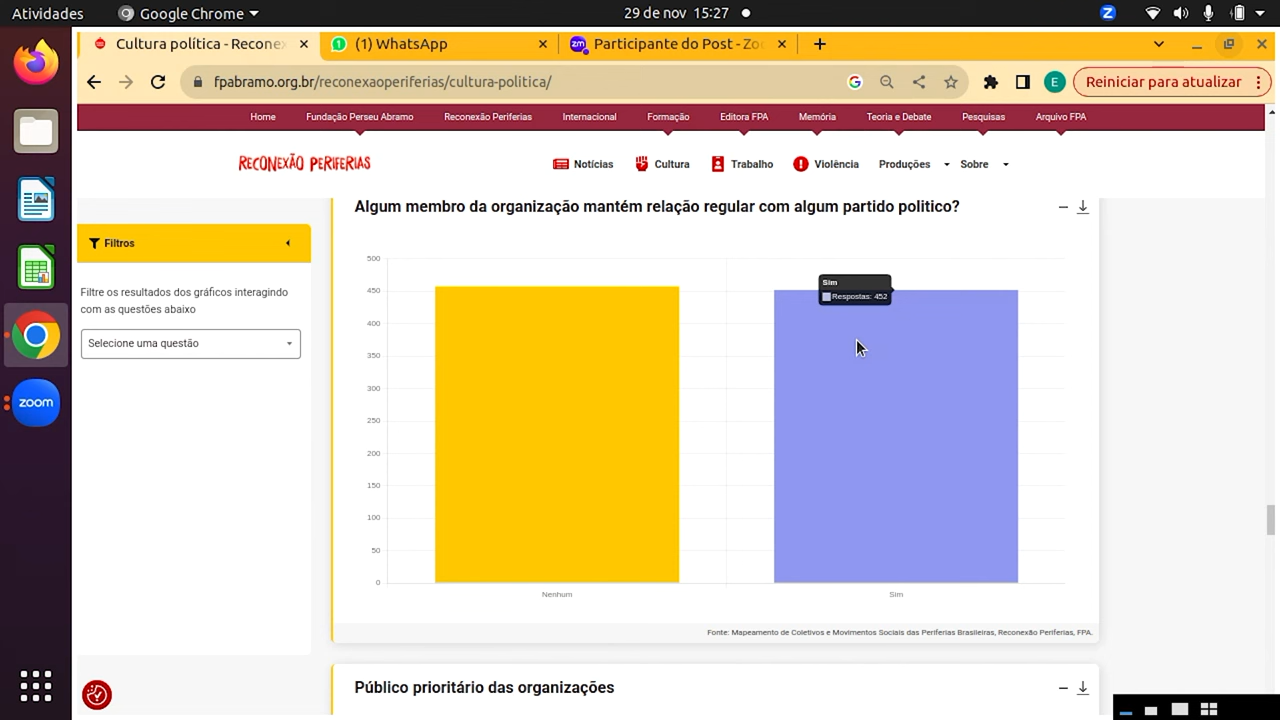 Atividades
Google Chrome
29 de nov 15:27
Cultura política - Reconex
(1) WhatsApp
Participante do Post - Zoo
fpabramo.org.br/reconexaoperiferias/cultura-politica/
E
Reiniciar para atualizar
Home
Fundação Perseu Abramo
Reconexão Periferias
Internacional
Formação
Editora FPA
Memória
Teoria e Debate
Pesquisas
Arquivo FPA
RECONEXÃO PERIFERIAS
Notícias
Cultura
Trabalho
Violência
Produções
Sobre
Filtros
Filtre os resultados dos gráficos interagindo
com as questões abaixo
Selecione uma questão
Algum membro da organização mantém relação regular com algum partido politico?
500
450
400
350
300
250
200
150
100
50
0
Sim
Respostas: 452
Nenhum
Sim
Fonte: Mapeamento de Coletivos e Movimentos Sociais das Periferias Brasileiras, Reconexão Periferias, FPA.
Público prioritário das organizações
zoom
zm
Z